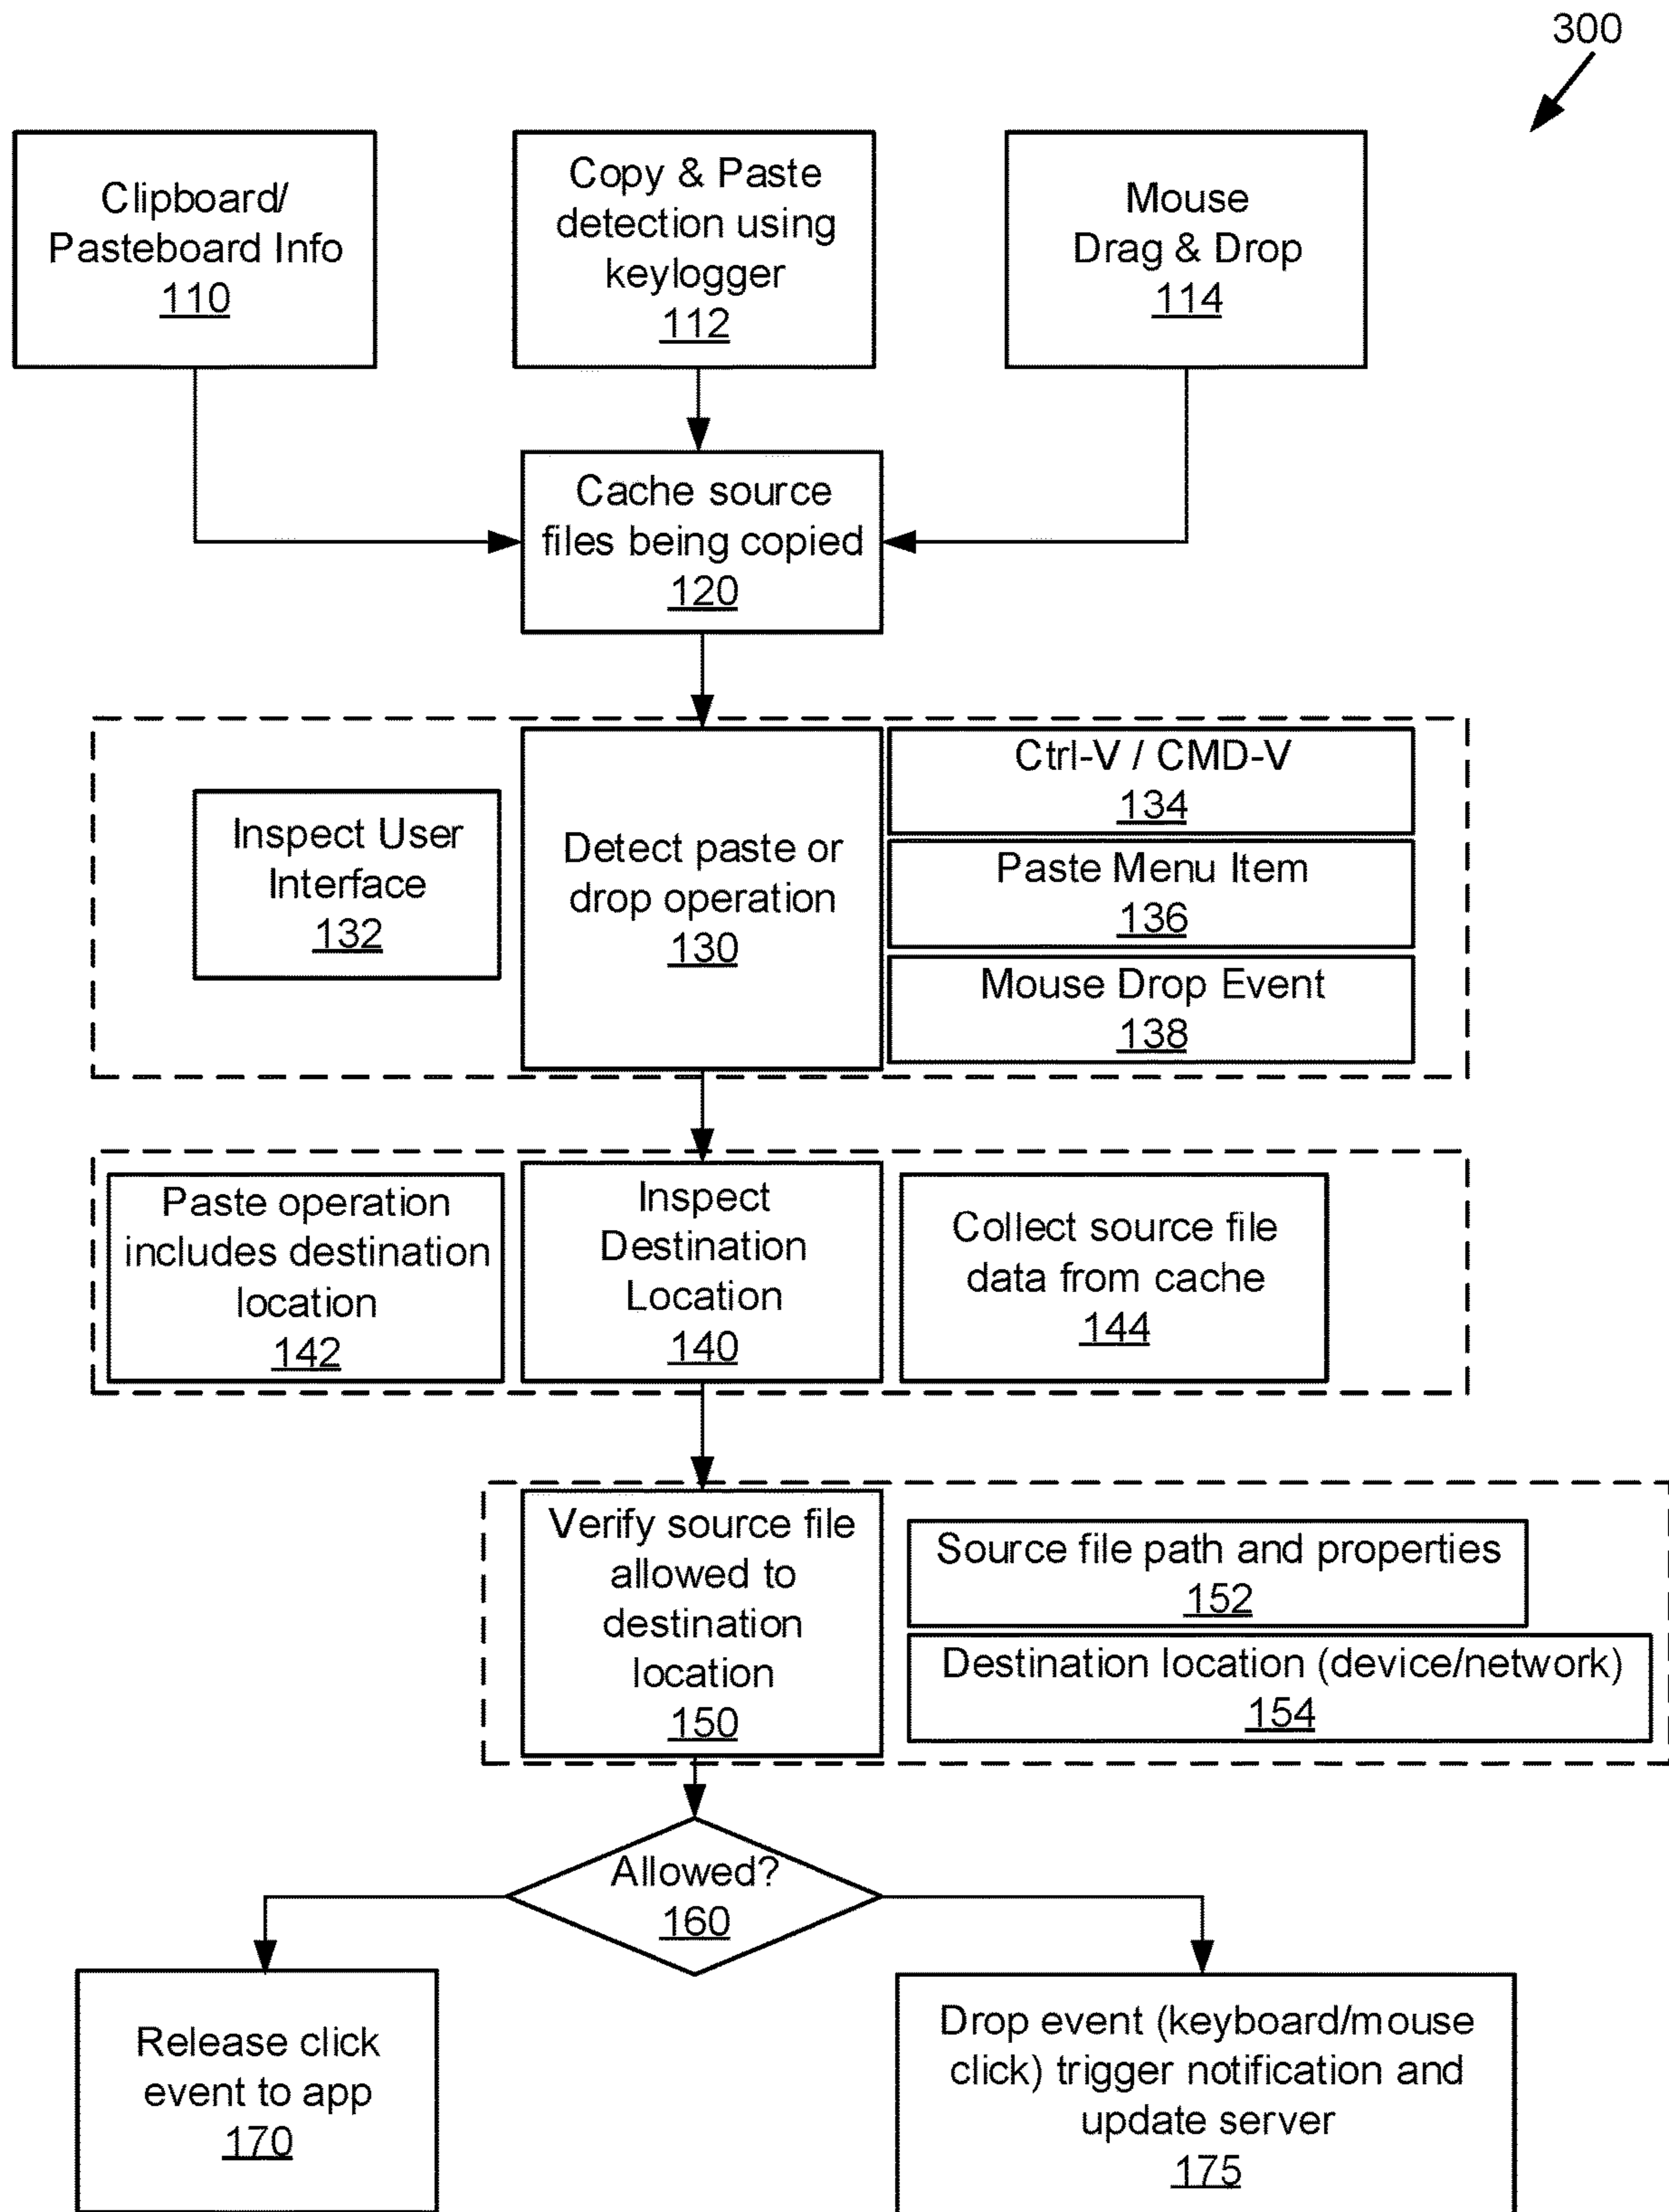 300
Clipboard/
Pasteboard Info
110
Copy & Paste
detection using
keylogger
112
Mouse
Drag & Drop
114
Cache source
files being copied
120
Inspect User
Interface
132
Detect paste or
drop operation
130
Ctrl-V / CMD-V
134
Paste Menu Item
136
Mouse Drop Event
138
Paste operation
includes destination
location
142
Inspect
Destination
Location
140
Collect source file
data from cache
144
Verify source file
allowed to
destination
location
150
Source file path and properties
152
Destination location (device/network)
154
Allowed?
160
Release click
event to app
170
Drop event (keyboard/mouse
click) trigger notification and
update server
175